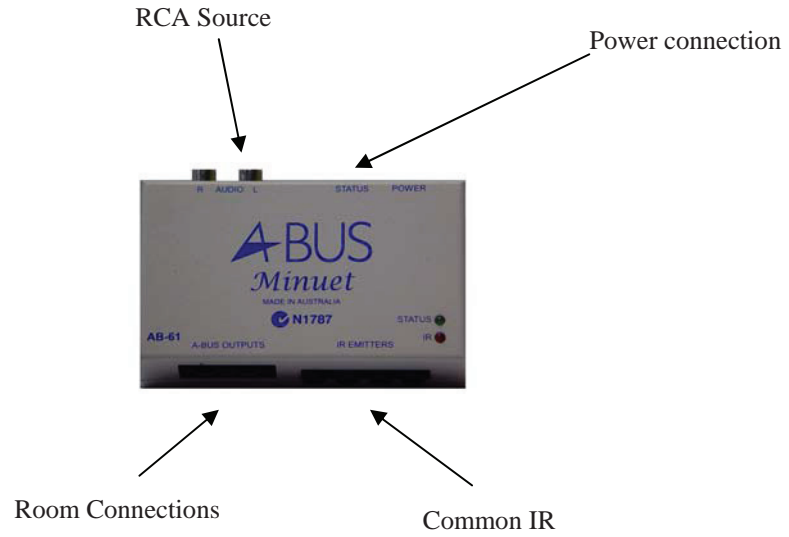 RCA Source
Power connection
R AUDIO L
STATUS POWER
A-BUS
Minuet
MADE IN AUSTRALIA
N1787
STATUS
IR
AB-61
A-BUS OUTPUTS
IR EMITTERS
Room Connections
Common IR